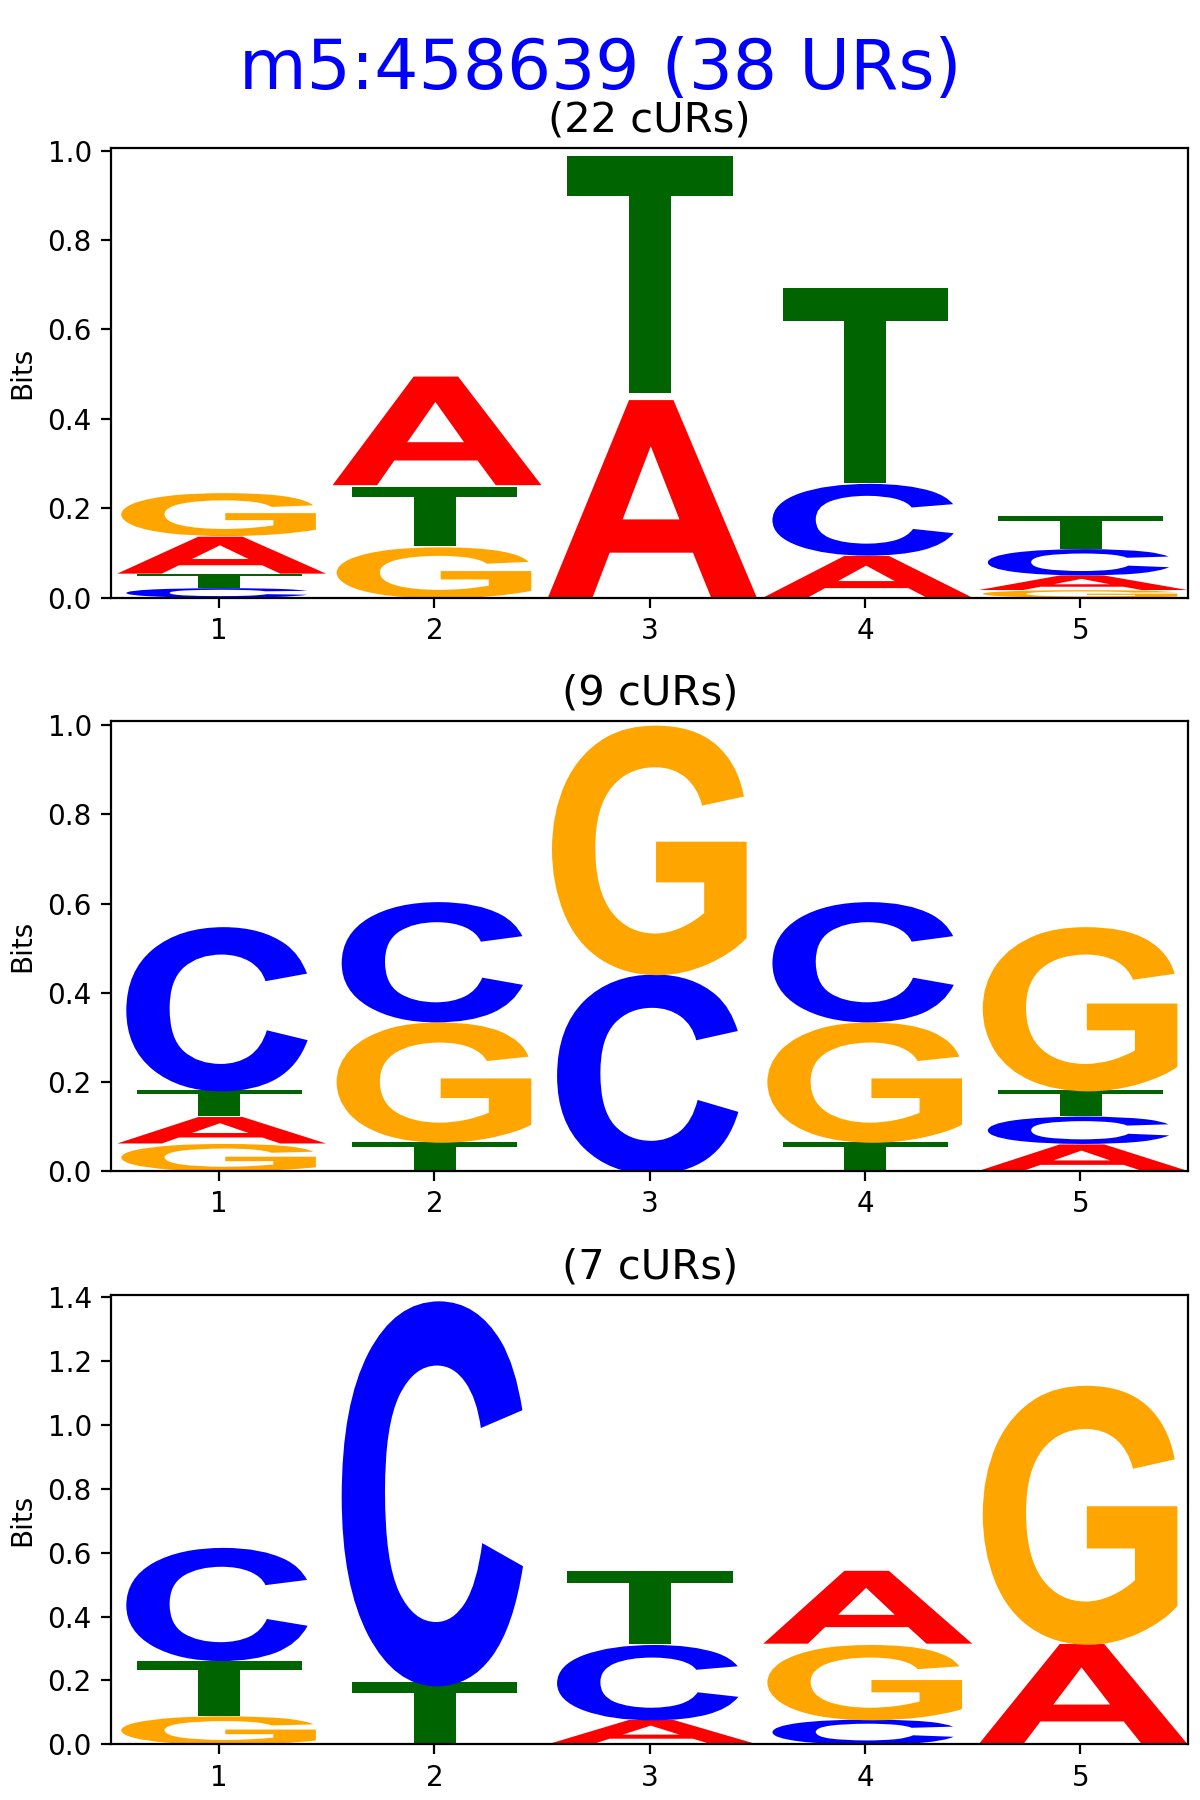 m5:458639 (38 URs)
(22 cURs)
1.0
0.8
0.6
0.4
0.2
0.0
Bits
G A T C
A T G
T A
T C A
T C A G
1 2 3 4 5
(9 cURs)
1.0
0.8
0.6
0.4
0.2
0.0
Bits
C T A G
C G T
G C
C G T
G T C A
1 2 3 4 5
(7 cURs)
1.4
1.2
1.0
0.8
0.6
0.4
0.2
0.0
Bits
C T G
C T
T C A
A G C
G A
1 2 3 4 5